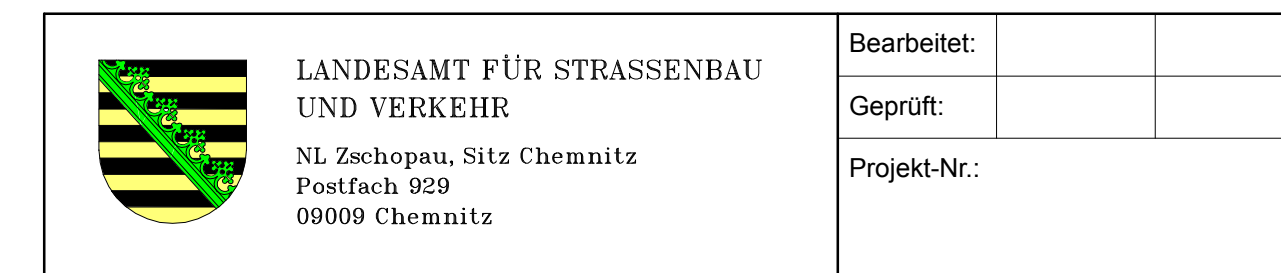 LANDESAMT FÜR STRASSENBAU
UND VERKEHR
NL Zschopau, Sitz Chemnitz
Postfach 929
09009 Chemnitz
Bearbeitet:
Geprüft:
Projekt-Nr.: